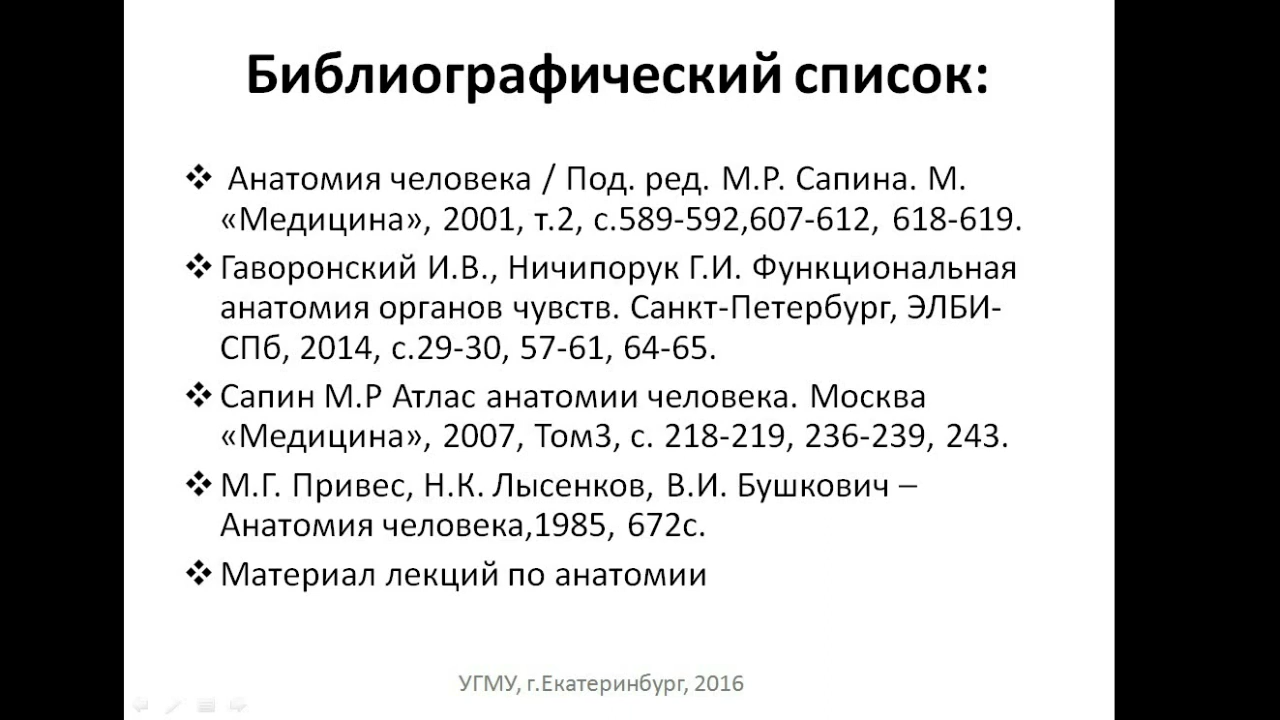 Библиографический список:
Анатомия человека / Под. ред. М.Р. Сапина. М.
«Медицина», 2001, т.2, с.589-592,607-612, 618-619.
Гаворонский И.В., Ничипорук Г.И. Функциональная
анатомия органов чувств. Санкт-Петербург, ЭЛБИ-
СПб, 2014, с.29-30, 57-61, 64-65.
Сапин М.Р Атлас анатомии человека. Москва
«Медицина», 2007, Том3, с. 218-219, 236-239, 243.
М.Г. Привес, Н.К. Лысенков, В.И. Бушкович –
Анатомия человека,1985, 672с.
Материал лекций по анатомии
УГМУ, г.Екатеринбург, 2016